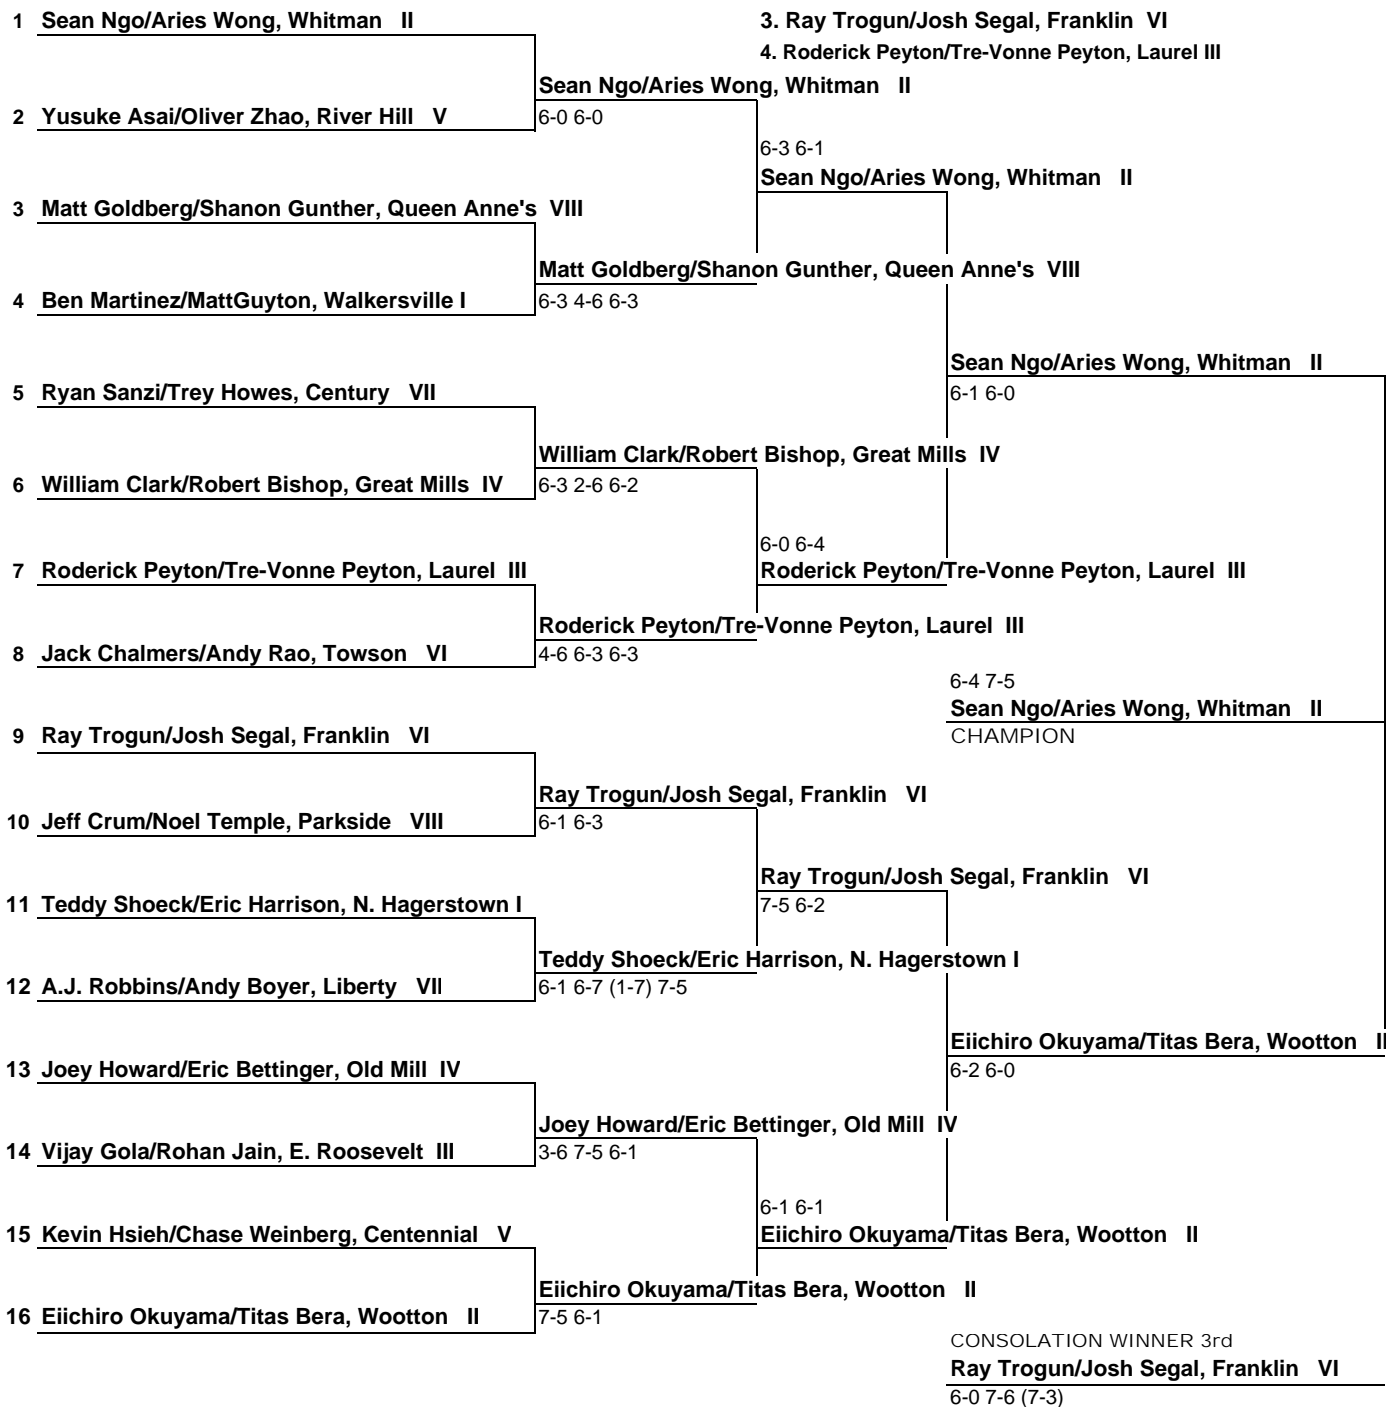 1 Sean Ngo/Aries Wong, Whitman II
3. Ray Trogun/Josh Segal, Franklin VI
4. Roderick Peyton/Tre-Vonne Peyton, Laurel III
Sean Ngo/Aries Wong, Whitman II
2 Yusuke Asai/Oliver Zhao, River Hill V
6-0 6-0
6-3 6-1
Sean Ngo/Aries Wong, Whitman II
3 Matt Goldberg/Shanon Gunther, Queen Anne's VIII
Matt Goldberg/Shanon Gunther, Queen Anne's VIII
4 Ben Martinez/MattGuyton, Walkersville I
6-3 4-6 6-3
Sean Ngo/Aries Wong, Whitman II
5 Ryan Sanzi/Trey Howes, Century VII
6-1 6-0
William Clark/Robert Bishop, Great Mills IV
6 William Clark/Robert Bishop, Great Mills IV
6-3 2-6 6-2
6-0 6-4
7 Roderick Peyton/Tre-Vonne Peyton, Laurel III
Roderick Peyton/Tre-Vonne Peyton, Laurel III
Roderick Peyton/Tre-Vonne Peyton, Laurel III
8 Jack Chalmers/Andy Rao, Towson VI
4-6 6-3 6-3
6-4 7-5
Sean Ngo/Aries Wong, Whitman II
9 Ray Trogun/Josh Segal, Franklin VI
CHAMPION
Ray Trogun/Josh Segal, Franklin VI
10 Jeff Crum/Noel Temple, Parkside VIII
6-1 6-3
Ray Trogun/Josh Segal, Franklin VI
11 Teddy Shoeck/Eric Harrison, N. Hagerstown I
7-5 6-2
Teddy Shoeck/Eric Harrison, N. Hagerstown I
12 A.J. Robbins/Andy Boyer, Liberty VII
6-1 6-7 (1-7) 7-5
Eiichiro Okuyama/Titas Bera, Wootton II
13 Joey Howard/Eric Bettinger, Old Mill IV
6-2 6-0
Joey Howard/Eric Bettinger, Old Mill IV
14 Vijay Gola/Rohan Jain, E. Roosevelt III
3-6 7-5 6-1
6-1 6-1
15 Kevin Hsieh/Chase Weinberg, Centennial V
Eiichiro Okuyama/Titas Bera, Wootton II
Eiichiro Okuyama/Titas Bera, Wootton II
16 Eiichiro Okuyama/Titas Bera, Wootton II
7-5 6-1
CONSOLATION WINNER 3rd
Ray Trogun/Josh Segal, Franklin VI
6-0 7-6 (7-3)